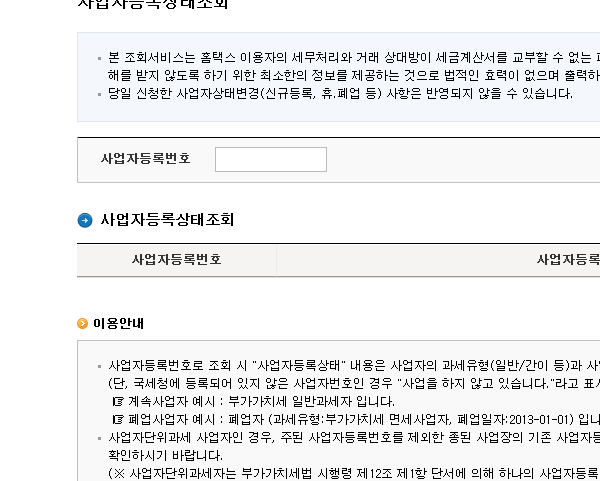 사업자등록상태조회
본 조회서비스는 홈택스 이용자의 세무처리와 거래 상대방이 세금계산서를 교부할 수 없는
해를 받지 않도록 하기 위한 최소한의 정보를 제공하는 것으로 법적인 효력이 없으며 출력하
당일 신청한 사업자상태변경(신규등록, 휴.폐업 등) 사항은 반영되지 않을 수 있습니다.
사업자등록번호
사업자등록상태조회
사업자등록번호 사업자등록
이용안내
사업자등록번호로 조회 시 "사업자등록상태" 내용은 사업자의 과세유형(일반/간이 등)과 사
(단, 국세청에 등록되어 있지 않은 사업자번호인 경우 "사업을 하지 않고 있습니다."라고 표시
☞ 계속사업자 예시 : 부가가치세 일반과세자 입니다.
☞ 폐업사업자 예시 : 폐업자 (과세유형:부가가치세 면세사업자, 폐업일자:2013-01-01) 입니
사업자단위과세 사업자인 경우, 주된 사업자등록번호를 제외한 종된 사업장의 기존 사업자등
확인하시기 바랍니다.
(※ 사업자단위과세자는 부가가치세법 시행령 제12조 제1항 단서에 의해 하나의 사업자등록